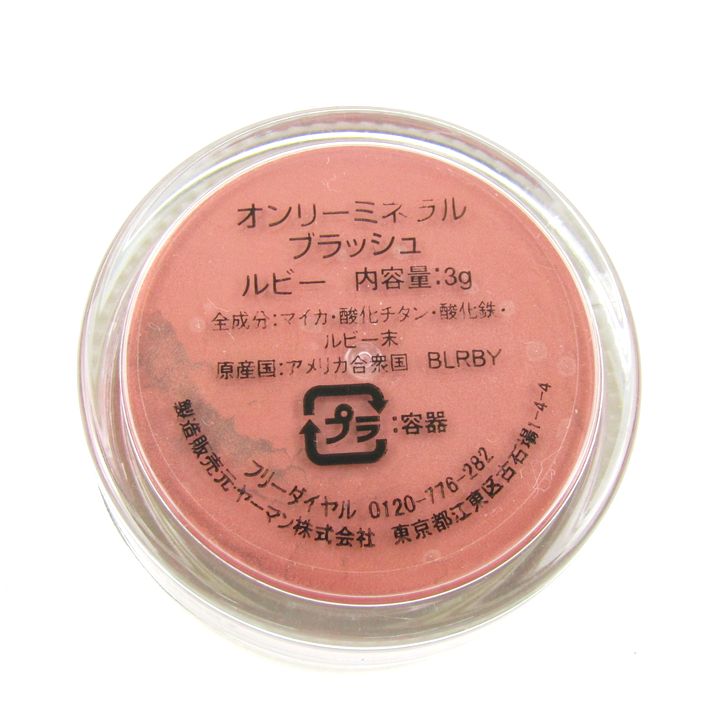 オンリーミネラル
ブラッシュ
ルビー 内容量:3g
全成分:マイカ・酸化チタン・酸化鉄・
ルビー末
原産国:アメリカ合衆国 BLRBY
プラ :容器
フリーダイヤル 0120-776-282
製造販売元・ヤーマン株式会社 東京都江東区古石場1-4-4